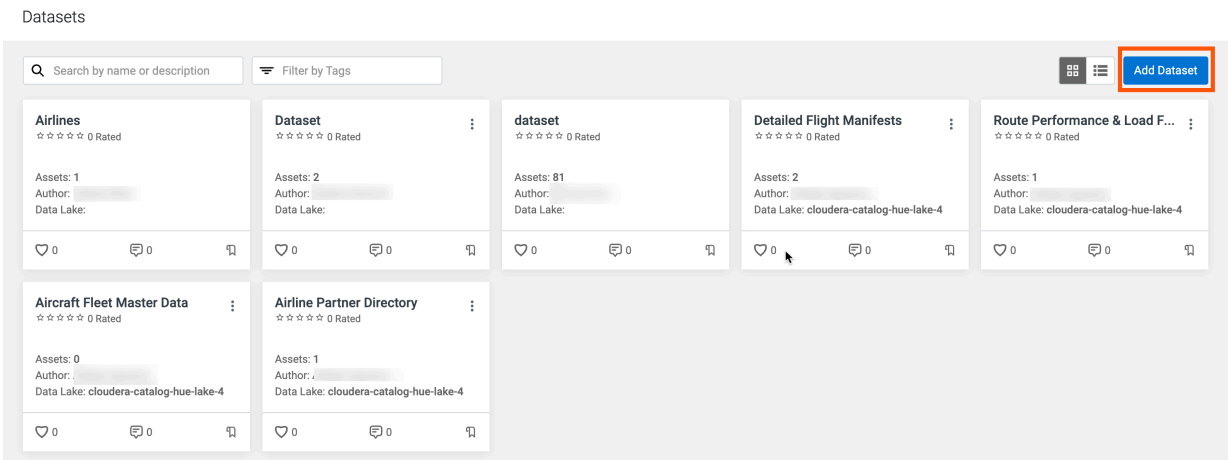 Datasets
Search by name or description
Filter by Tags
Add Dataset
Airlines
0 Rated
Assets: 1
Author:
Data Lake:
0
0
Dataset
0 Rated
Assets: 2
Author:
Data Lake:
0
0
dataset
0 Rated
Assets: 81
Author:
Data Lake:
0
0
Detailed Flight Manifests
0 Rated
Assets: 2
Author:
Data Lake: cloudera-catalog-hue-lake-4
0
0
Route Performance & Load F...
0 Rated
Assets: 1
Author:
Data Lake: cloudera-catalog-hue-lake-4
0
0
Aircraft Fleet Master Data
0 Rated
Assets: 0
Author:
Data Lake: cloudera-catalog-hue-lake-4
0
0
Airline Partner Directory
0 Rated
Assets: 1
Author:
Data Lake: cloudera-catalog-hue-lake-4
0
0